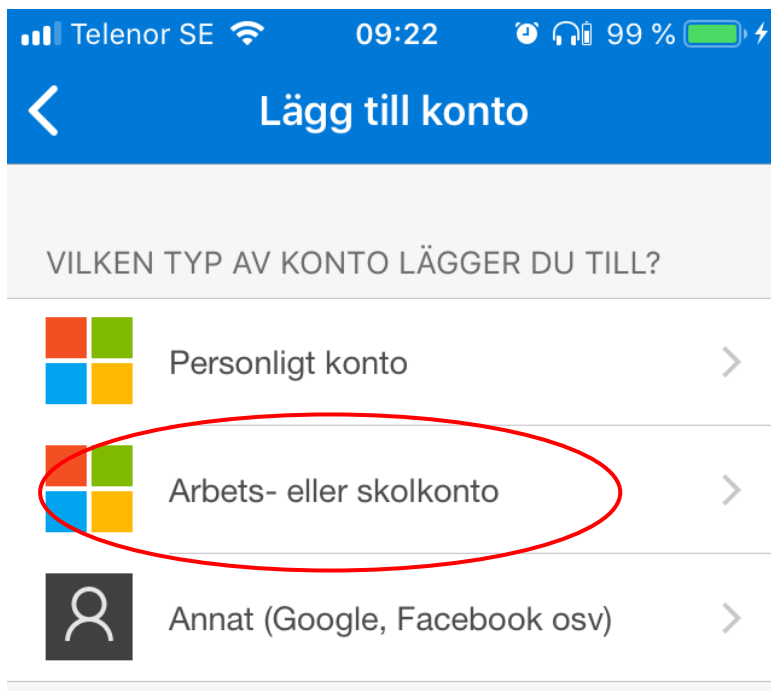 Telenor SE 09:22 99 %
Lägg till konto
VILKEN TYP AV KONTO LÄGGER DU TILL?
Personligt konto
Arbets- eller skolkonto
Annat (Google, Facebook osv)